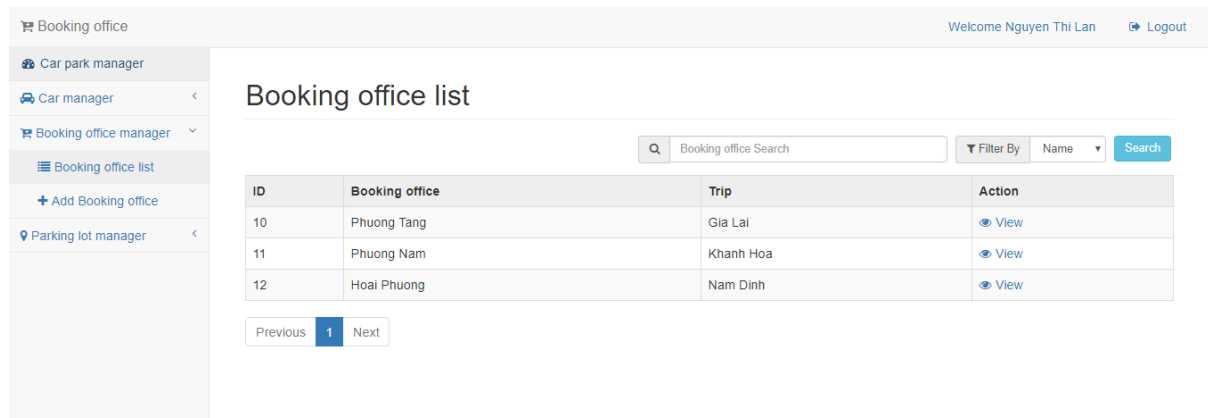 Booking office
Welcome Nguyen Thi Lan Logout
Car park manager
Car manager
Booking office manager
Booking office list
Add Booking office
Parking lot manager
Booking office list
Booking office Search Filter By Name Search
ID Booking office Trip Action
10 Phuong Tang Gia Lai View
11 Phuong Nam Khanh Hoa View
12 Hoai Phuong Nam Dinh View
Previous 1 Next